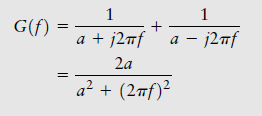 G(f) = 1/(a + j2πf) + 1/(a − j2πf)
= 2a/(a² + (2πf)²)